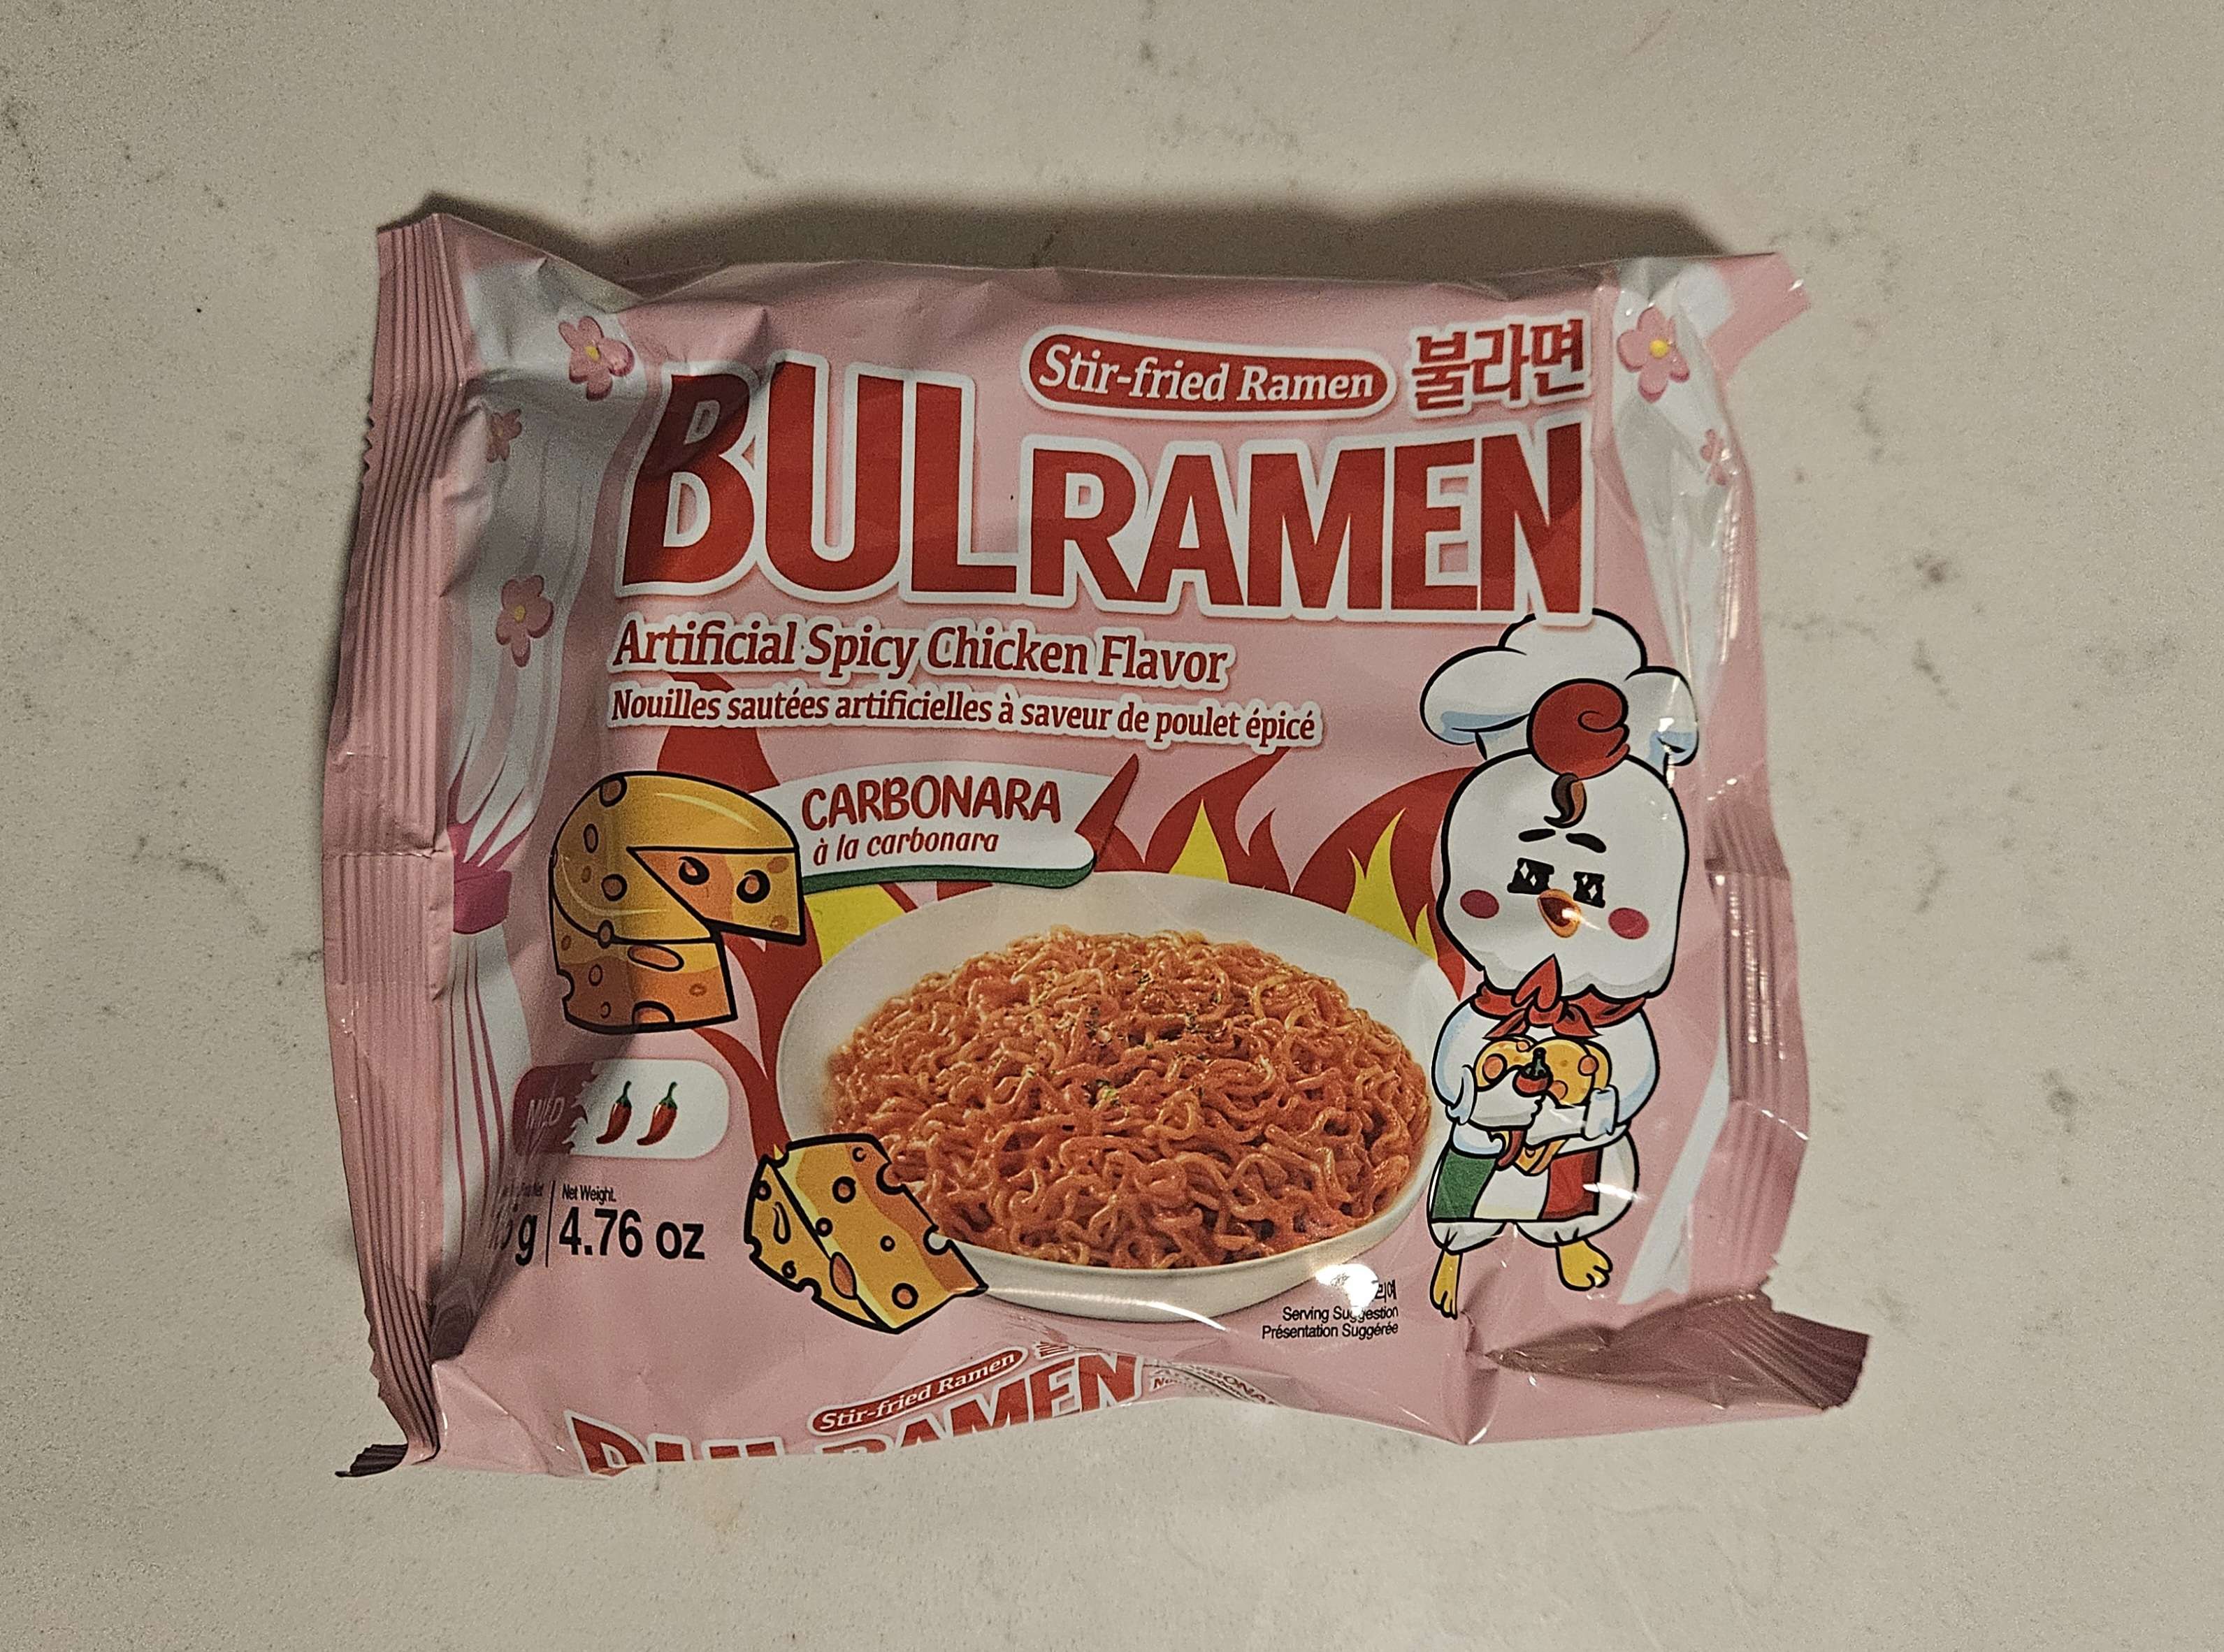 Stir-fried Ramen 불라면
BULRAMEN
Artificial Spicy Chicken Flavor
Nouilles sautées artificielles à saveur de poulet épicé
CARBONARA
à la carbonara
MILD
Net Weight.
g 4.76 oz
Serving Suggestion
Présentation Suggérée
Stir-fried Ramen
BULRAMEN